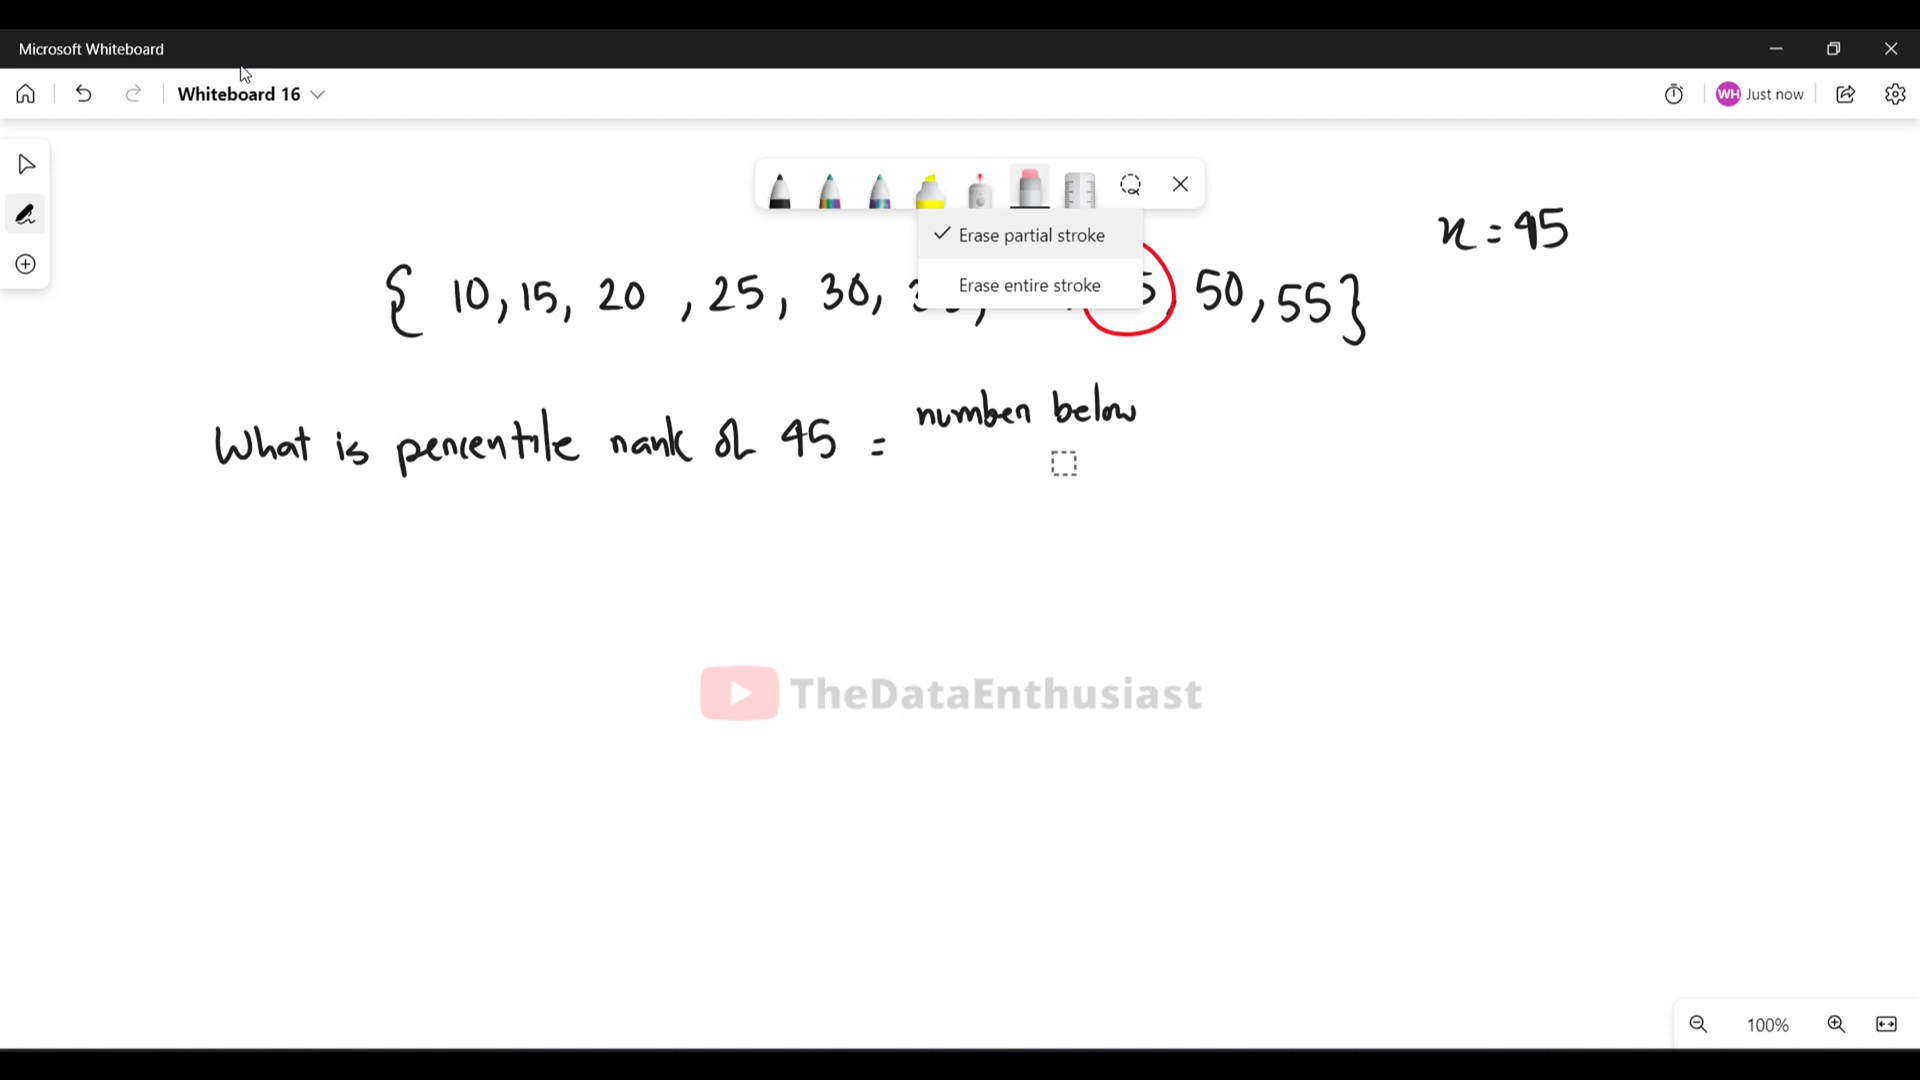 Microsoft Whiteboard
Whiteboard 16
WH Just now
Erase partial stroke
Erase entire stroke
x = 45
{ 10, 15, 20 , 25, 30, 50, 55}
number below
What is percentile rank of 45 =
TheDataEnthusiast
100%